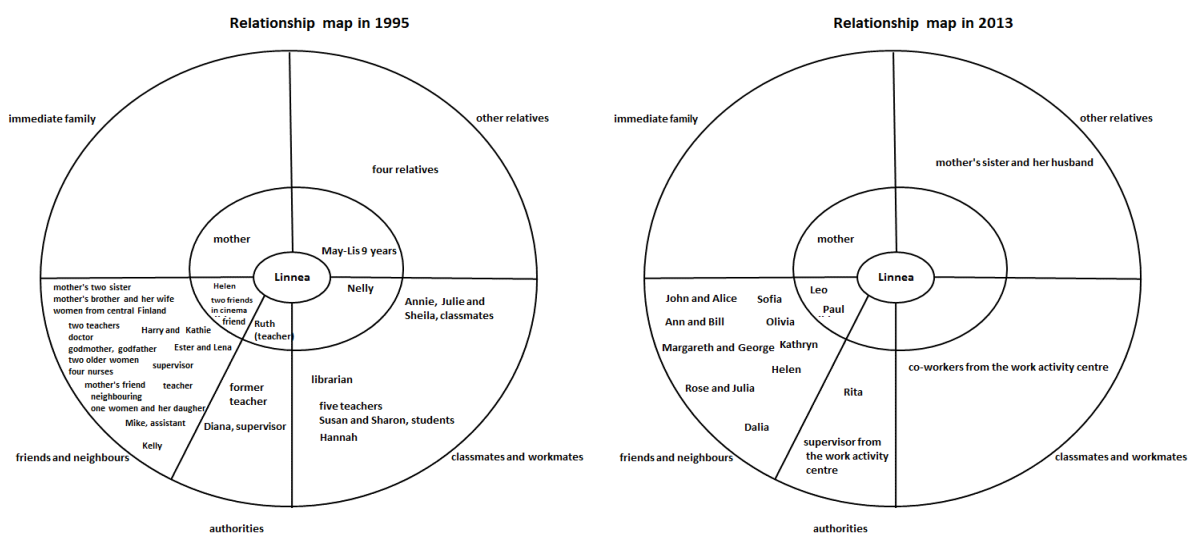 Relationship map in 1995
immediate family
other relatives
four relatives
mother
May-Lis 9 years
Linnea
Nelly
Annie, Julie and
Sheila, classmates
Helen
two friends
in cinema
friend
Ruth
(teacher)
mother's two sister
mother's brother and her wife
women from central Finland
two teachers
doctor
Harry and Kathie
godmother, godfather
Ester and Lena
two older women
four nurses
supervisor
mother's friend
teacher
neighbouring
one women and her daugher
Mike, assistant
Kelly
former
teacher
Diana, supervisor
librarian
five teachers
Susan and Sharon, students
Hannah
friends and neighbours
classmates and workmates
authorities
Relationship map in 2013
immediate family
other relatives
mother's sister and her husband
mother
Linnea
Leo
Paul
John and Alice
Sofia
Ann and Bill
Olivia
Margareth and George
Kathryn
Helen
Rose and Julia
Dalia
Rita
supervisor from
the work activity
centre
co-workers from the work activity centre
friends and neighbours
classmates and workmates
authorities